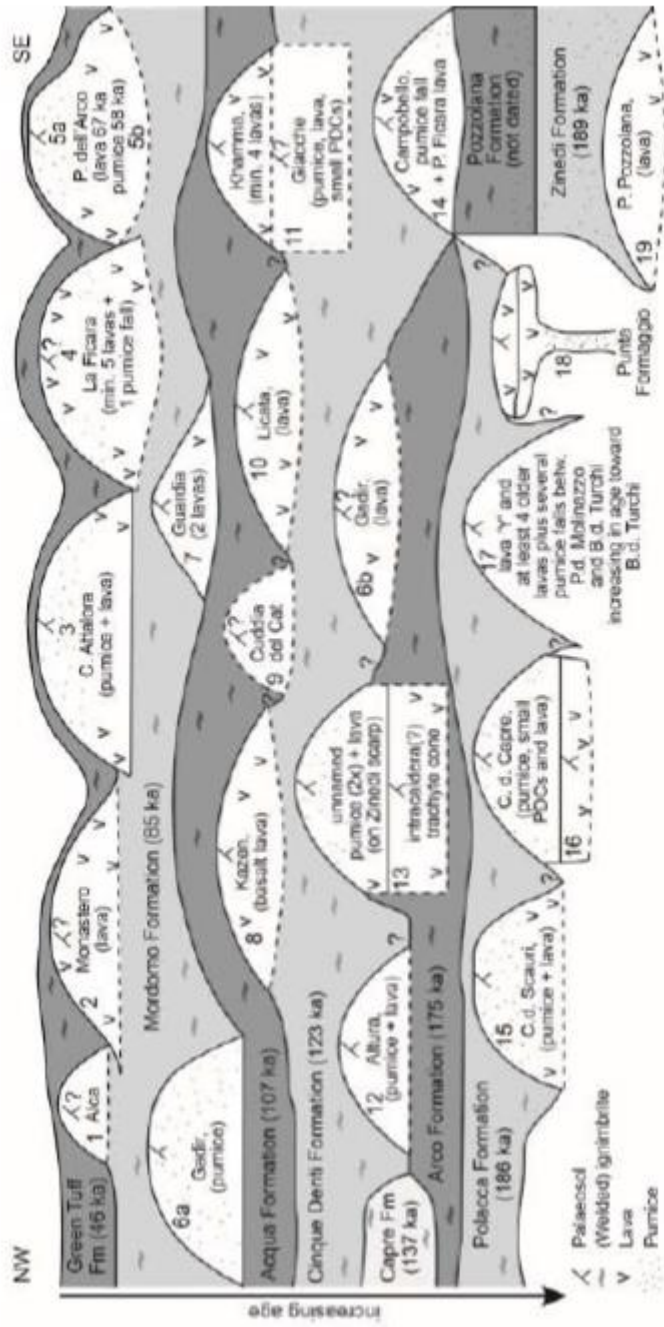 NW
SE
increasing age
Green Tuff
Fm (46 ka)
1 Alca
?
2
Monastero
(lava)
?
3
C. Attalora
(pumice + lava)
4
La Ficara
(min. 5 lavas +
1 pumice fall)
?
5a
P. dell'Arco
(lava 67 ka
pumice 58 ka)
5b
Mordomo Formation (85 ka)
6a
Gadir,
(pumice)
7
Guardia
(2 lavas)
Acqua Formation (107 ka)
8
Kazen,
(basalt lava)
?
9
Cuddia
del Cat
?
?
10
Licata,
(lava)
?
Khamma,
(min. 4 lavas)
11
Giacche
(pumice, lava,
small PDCs)
?
Cinque Denti Formation (123 ka)
12
Altura,
(pumice + lava)
?
unnamed
pumice (2x) + lava
(on Zinedi scarp)
13
intracaldera(?)
trachyte cone
?
6b
Gadir,
(lava)
?
Campobello,
pumice fall
14 + P. Ficara lava
Capre Fm
(137 ka)
Arco Formation (175 ka)
Pozzolana
Formation
(not dated)
Polacca Formation
(186 ka)
15
C.d. Scauri,
(pumice + lava)
?
C. d. Capre,
(pumice, small
PDCs and lava)
16
?
17
lava 'Y' and
at least 4 older
lavas plus several
pumice falls betw.
P.d. Molinazzo
and B.d. Turchi
increasing in age toward
B.d. Turchi
?
18
Punta
Formaggio
?
Zinedi Formation
(189 ka)
P. Pozzolana,
(lava)
19
Palaeosol
(Welded) ignimbrite
v Lava
Pumice